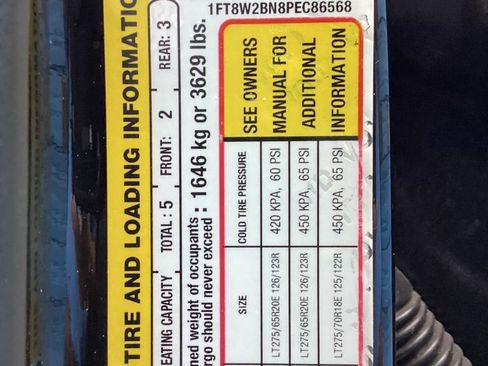 1FT8W2BN8PEC86568
TIRE AND LOADING INFORMATIO
EATING CAPACITY TOTAL : 5 FRONT: 2 REAR: 3
ned weight of occupants
rgo should never exceed : 1646 kg or 3629 lbs.
SIZE COLD TIRE PRESSURE SEE OWNERS
LT275/65R20E 126/123R 420 KPA, 60 PSI MANUAL FOR
LT275/65R20E 126/123R 450 KPA, 65 PSI ADDITIONAL
LT275/70R18E 125/122R 450 KPA, 65 PSI INFORMATION